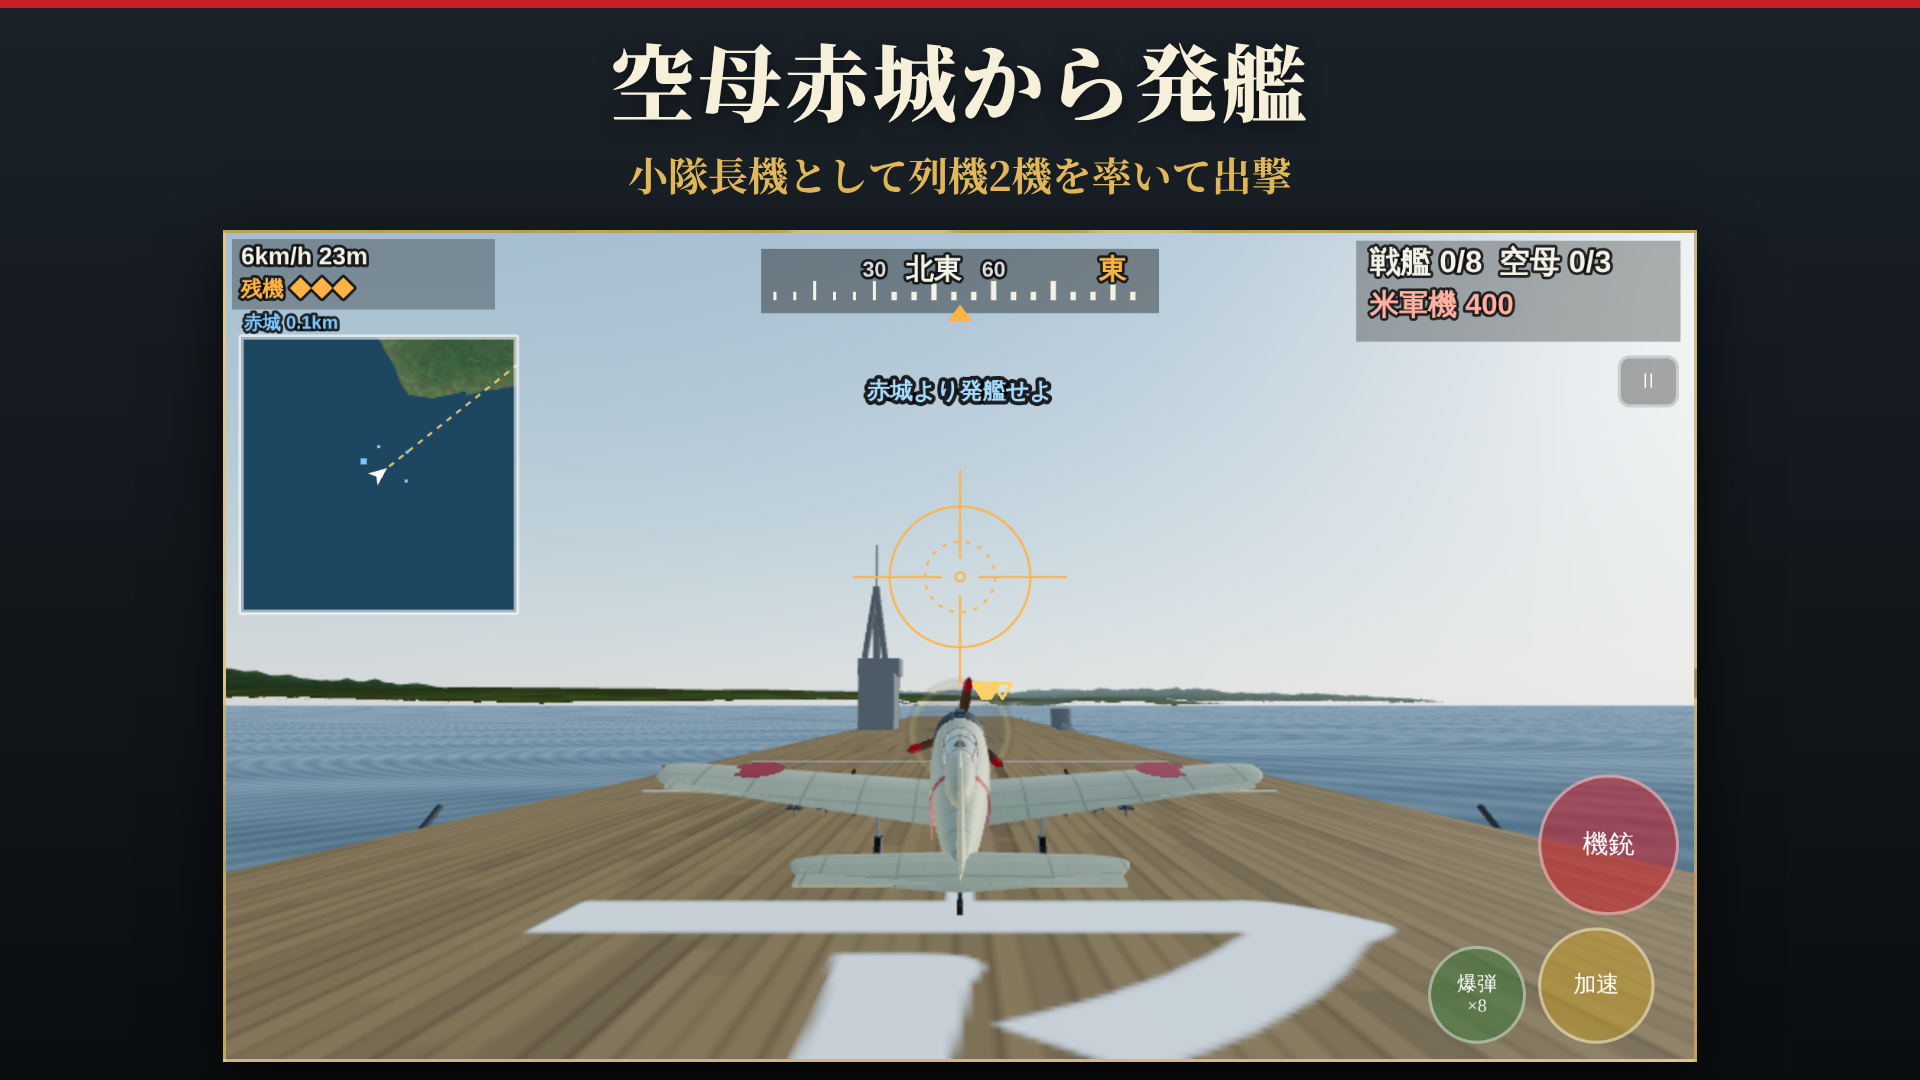 空母赤城から発艦
小隊長機として列機2機を率いて出撃
6km/h 23m
残機
赤城 0.1km
30 北東 60 東
戦艦 0/8 空母 0/3
米軍機 400
赤城より発艦せよ
機銃
爆弾
×8
加速